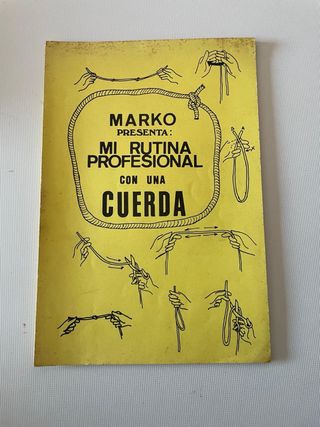 MARKO
PRESENTA:
MI RUTINA
PROFESIONAL
CON UNA
CUERDA